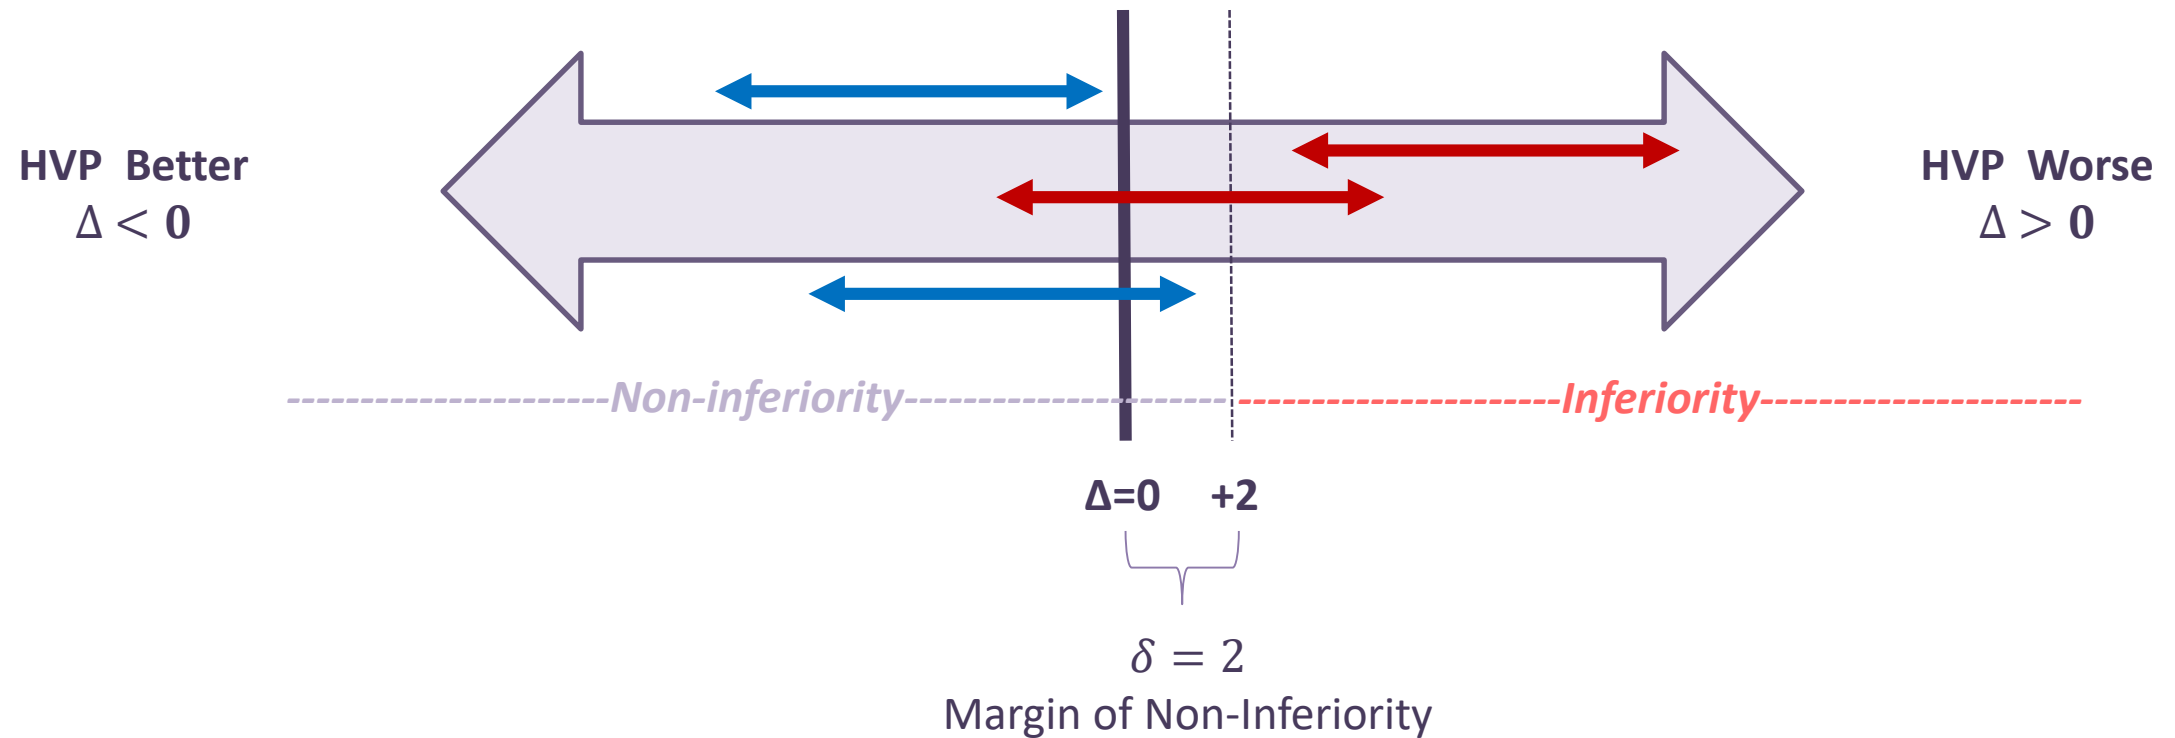 HVP Better
Δ < 0
HVP Worse
Δ > 0
----------------------Non-inferiority----------------------
----------------------Inferiority----------------------
Δ=0 +2
δ = 2
Margin of Non-Inferiority